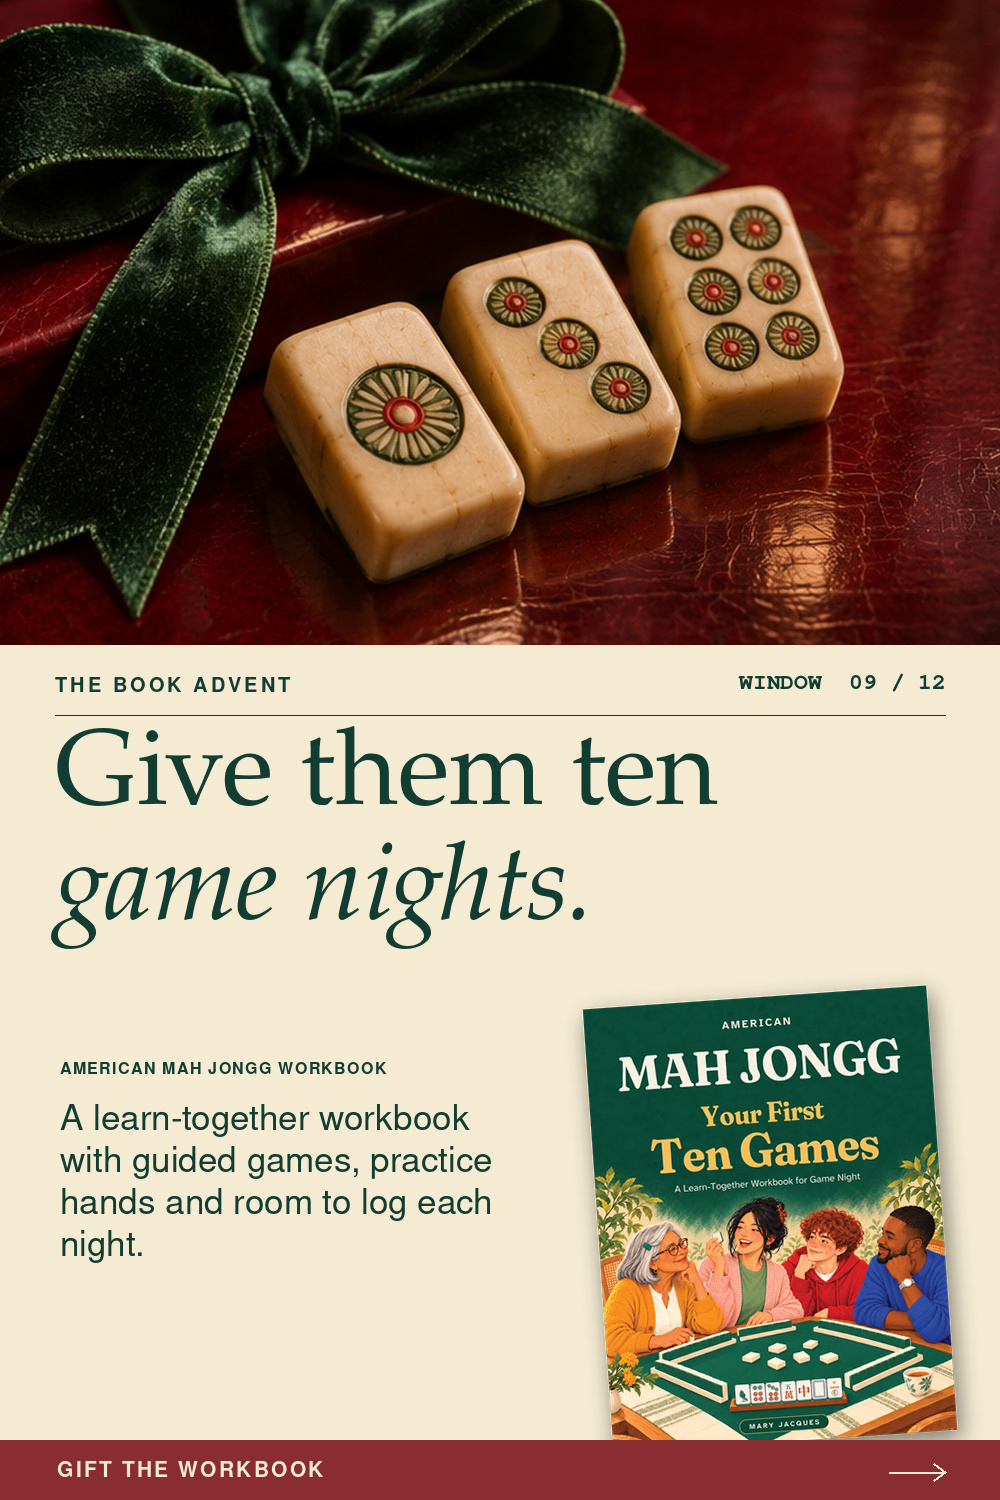 THE BOOK ADVENT
WINDOW 09 / 12
Give them ten
game nights.
AMERICAN MAH JONGG WORKBOOK
A learn-together workbook
with guided games, practice
hands and room to log each
night.
AMERICAN
MAH JONGG
Your First
Ten Games
A Learn-Together Workbook for Game Night
中
MARY JACQUES
GIFT THE WORKBOOK